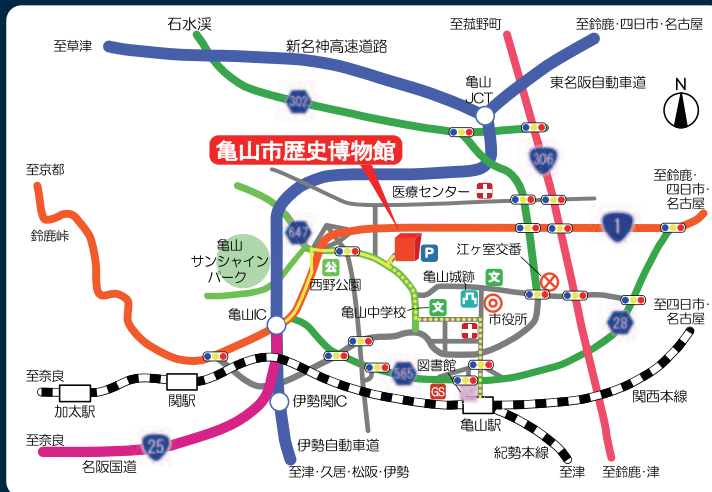 石水渓
至菰野町
至鈴鹿・四日市・名古屋
至草津
新名神高速道路
亀山
JCT
東名阪自動車道
N
302
亀山市歴史博物館
306
至京都
医療センター
至鈴鹿・
四日市・
名古屋
鈴鹿峠
647
亀山
サンシャイン
パーク
公
西野公園
P
1
江ヶ室交番
亀山城跡
文
亀山中学校
文
市役所
亀山IC
至四日市・
名古屋
28
図書館
565
至奈良
加太駅
関駅
GS
亀山駅
関西本線
伊勢関IC
至奈良
25
名阪国道
伊勢自動車道
紀勢本線
至津・久居・松阪・伊勢
至津
至鈴鹿・津